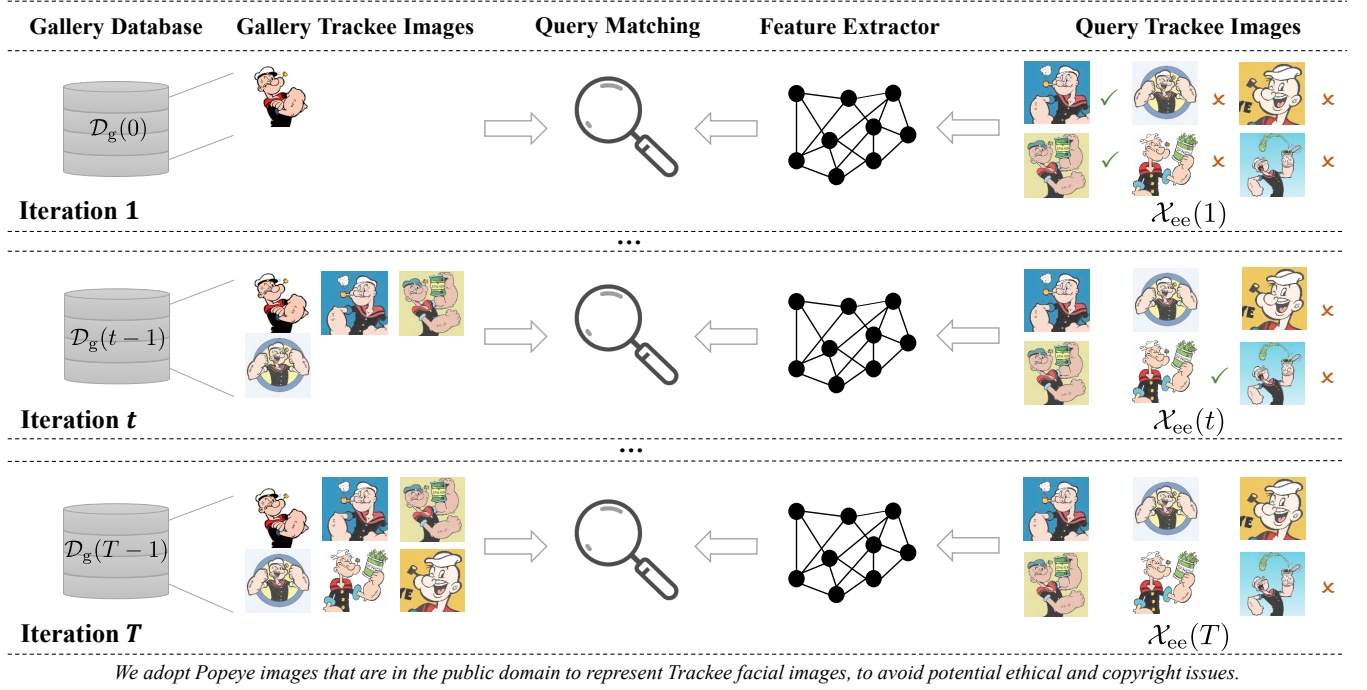 Gallery Database Gallery Trackee Images Query Matching Feature Extractor Query Trackee Images
𝒟g(0)
✓ ✗ ✗
✓ ✗ ✗
Iteration 1
𝒳ee(1)
...
𝒟g(t − 1)
✗
✓ ✗
Iteration t
𝒳ee(t)
...
𝒟g(T − 1)
✗
Iteration T
𝒳ee(T)
We adopt Popeye images that are in the public domain to represent Trackee facial images, to avoid potential ethical and copyright issues.